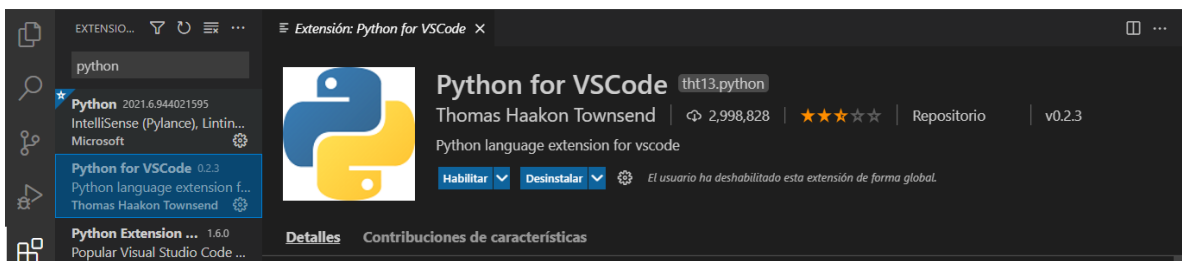 EXTENSIO...
python
Python 2021.6.944021595
IntelliSense (Pylance), Lintin...
Microsoft
Python for VSCode 0.2.3
Python language extension f...
Thomas Haakon Townsend
Python Extension ... 1.6.0
Popular Visual Studio Code ...
Extensión: Python for VSCode
Python for VSCode tht13.python
Thomas Haakon Townsend 2,998,828 Repositorio v0.2.3
Python language extension for vscode
Habilitar Desinstalar El usuario ha deshabilitado esta extensión de forma global.
Detalles Contribuciones de características